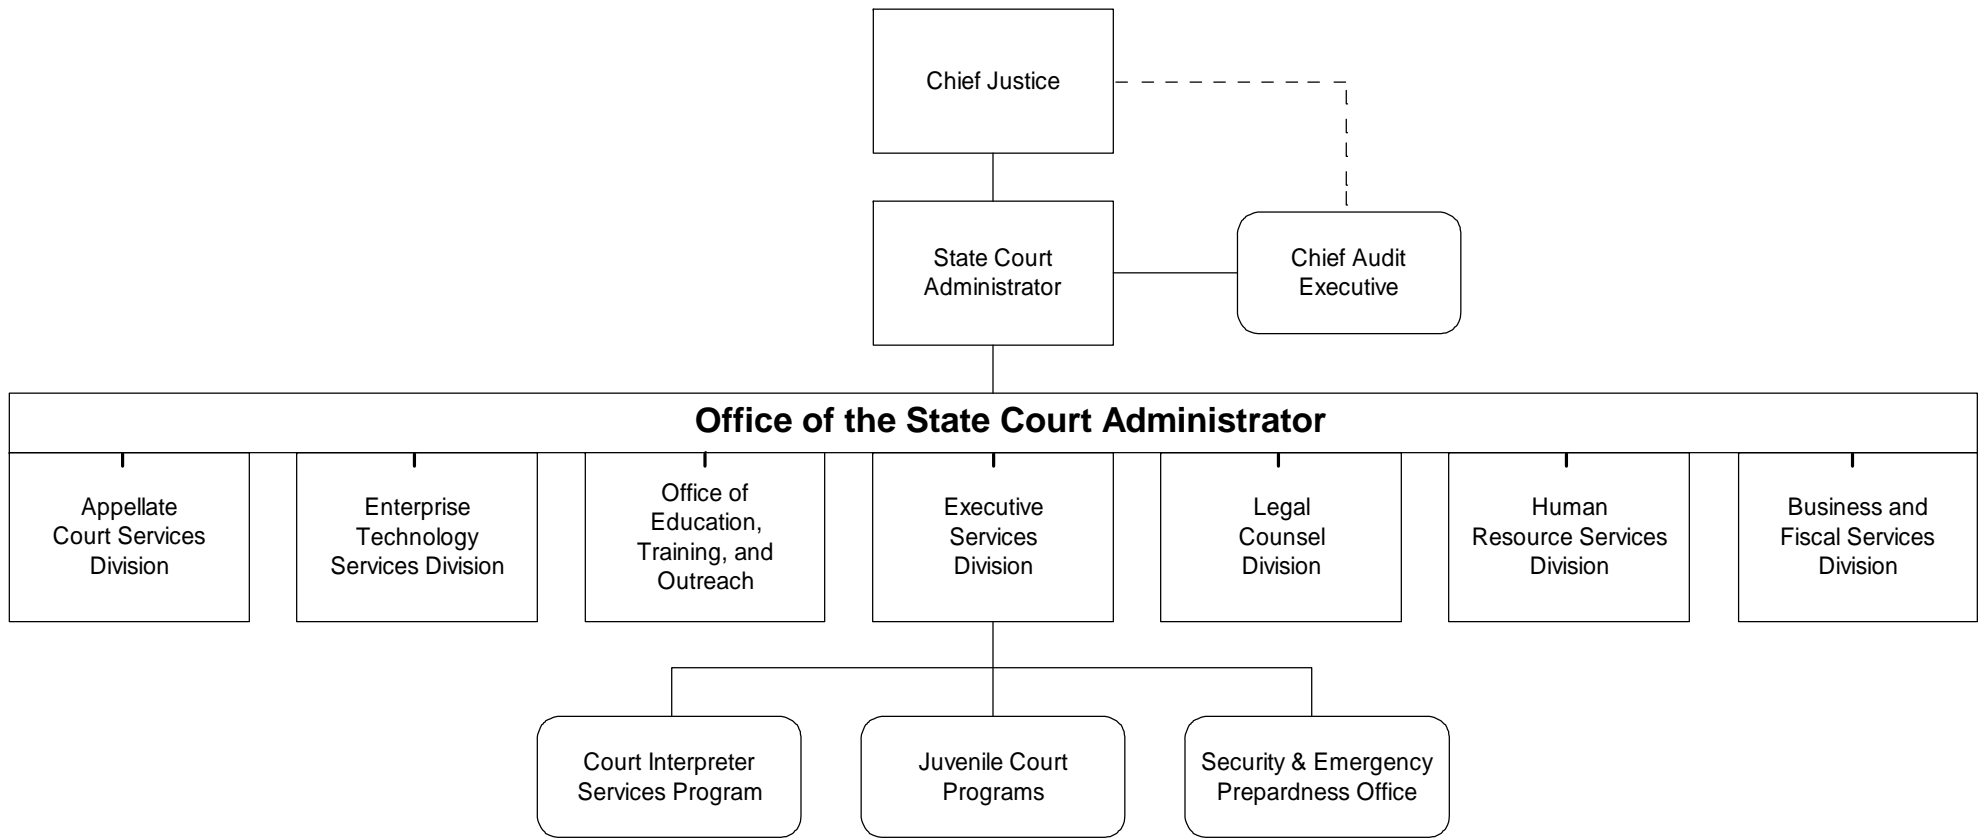 Chief Justice
State Court
Administrator
Chief Audit
Executive
Office of the State Court Administrator
Appellate
Court Services
Division
Enterprise
Technology
Services Division
Office of
Education,
Training, and
Outreach
Executive
Services
Division
Legal
Counsel
Division
Human
Resource Services
Division
Business and
Fiscal Services
Division
Court Interpreter
Services Program
Juvenile Court
Programs
Security & Emergency
Prepardness Office